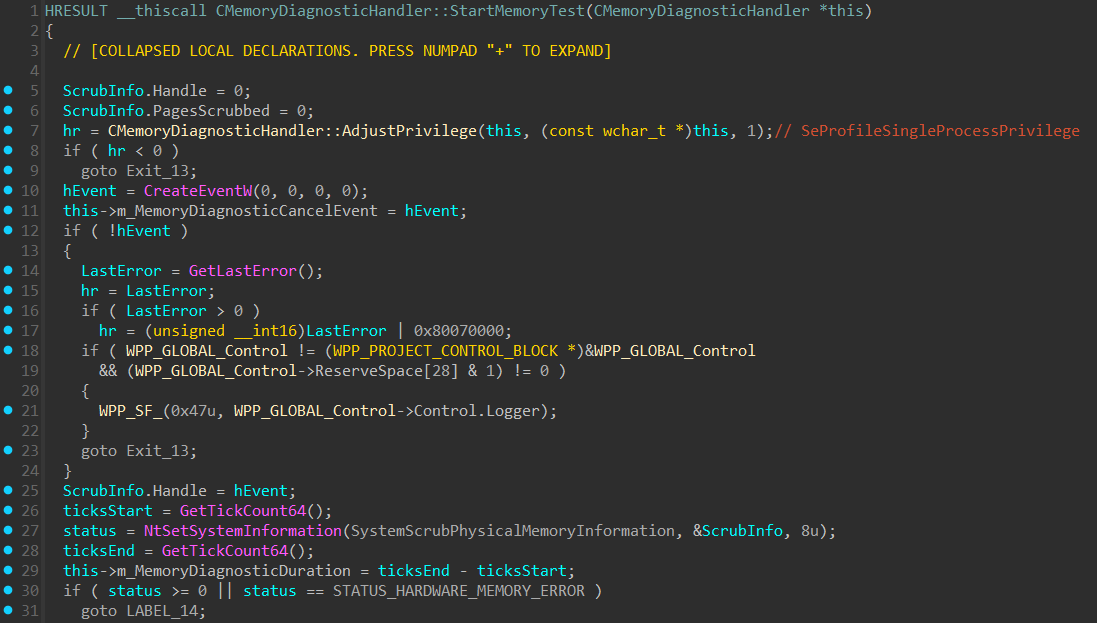 1 HRESULT __thiscall CMemoryDiagnosticHandler::StartMemoryTest(CMemoryDiagnosticHandler *this)
2 {
3   // [COLLAPSED LOCAL DECLARATIONS. PRESS NUMPAD "+" TO EXPAND]
4
5   ScrubInfo.Handle = 0;
6   ScrubInfo.PagesScrubbed = 0;
7   hr = CMemoryDiagnosticHandler::AdjustPrivilege(this, (const wchar_t *)this, 1);// SeProfileSingleProcessPrivilege
8   if ( hr < 0 )
9     goto Exit_13;
10   hEvent = CreateEventW(0, 0, 0, 0);
11   this->m_MemoryDiagnosticCancelEvent = hEvent;
12   if ( !hEvent )
13   {
14     LastError = GetLastError();
15     hr = LastError;
16     if ( LastError > 0 )
17       hr = (unsigned __int16)LastError | 0x80070000;
18     if ( WPP_GLOBAL_Control != (WPP_PROJECT_CONTROL_BLOCK *)&WPP_GLOBAL_Control
19       && (WPP_GLOBAL_Control->ReserveSpace[28] & 1) != 0 )
20     {
21       WPP_SF_(0x47u, WPP_GLOBAL_Control->Control.Logger);
22     }
23     goto Exit_13;
24   }
25   ScrubInfo.Handle = hEvent;
26   ticksStart = GetTickCount64();
27   status = NtSetSystemInformation(SystemScrubPhysicalMemoryInformation, &ScrubInfo, 8u);
28   ticksEnd = GetTickCount64();
29   this->m_MemoryDiagnosticDuration = ticksEnd - ticksStart;
30   if ( status >= 0 || status == STATUS_HARDWARE_MEMORY_ERROR )
31     goto LABEL_14;